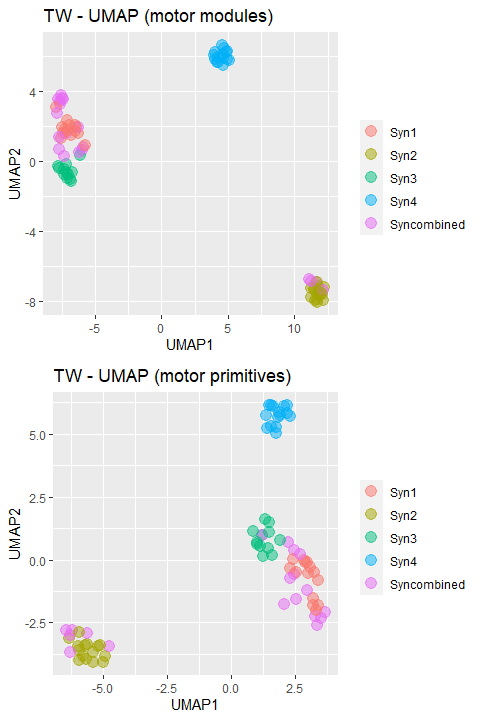 TW - UMAP (motor modules)
4
0
-4
-8
UMAP2
-5
0
5
10
UMAP1
Syn1
Syn2
Syn3
Syn4
Syncombined
TW - UMAP (motor primitives)
5.0
2.5
0.0
-2.5
UMAP2
-5.0
-2.5
0.0
2.5
UMAP1
Syn1
Syn2
Syn3
Syn4
Syncombined